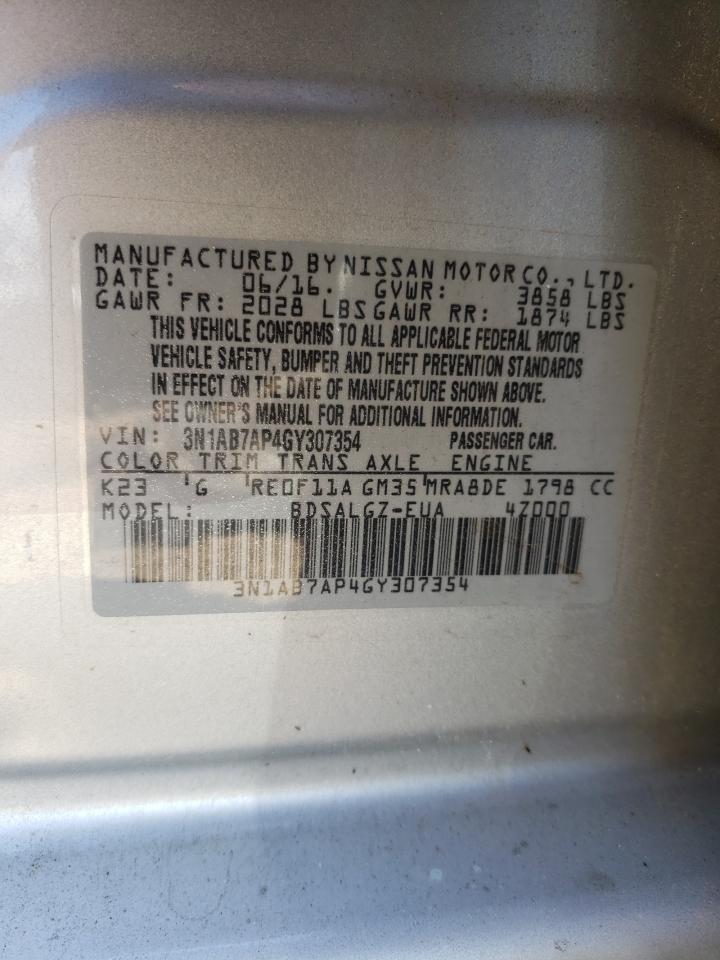 MANUFACTURED BY NISSAN MOTOR CO., LTD.
DATE: 06/16. GVWR: 3858 LBS
GAWR FR: 2028 LBS GAWR RR: 1874 LBS
THIS VEHICLE CONFORMS TO ALL APPLICABLE FEDERAL MOTOR
VEHICLE SAFETY, BUMPER AND THEFT PREVENTION STANDARDS
IN EFFECT ON THE DATE OF MANUFACTURE SHOWN ABOVE.
SEE OWNER'S MANUAL FOR ADDITIONAL INFORMATION.
VIN: 3N1AB7AP4GY307354 PASSENGER CAR.
COLOR TRIM TRANS AXLE ENGINE
K23 G RE0F11A GM35 MRA8DE 1798 CC
MODEL: BDSALGZ-EUA 4Z000
3N1AB7AP4GY307354